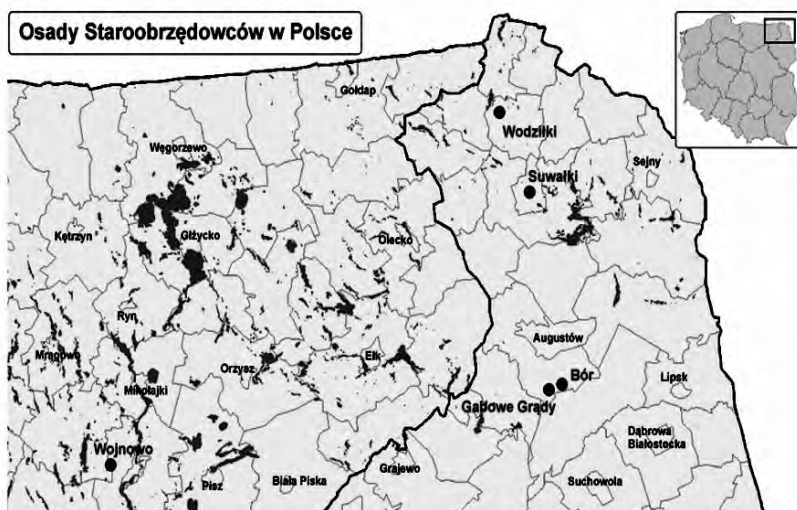 Osady Staroobrzędowców w Polsce
Gołdap
Wodziłki
Węgorzewo
Sejny
Suwałki
Kętrzyn
Giżycko
Olecko
Ryn
Augustów
Mrągowo
Ełk
Orzysz
Bór
Mikołajki
Lipsk
Gabowe Grądy
Dąbrowa
Białostocka
Wojnowo
Grajewo
Pisz
Biała Piska
Suchowola